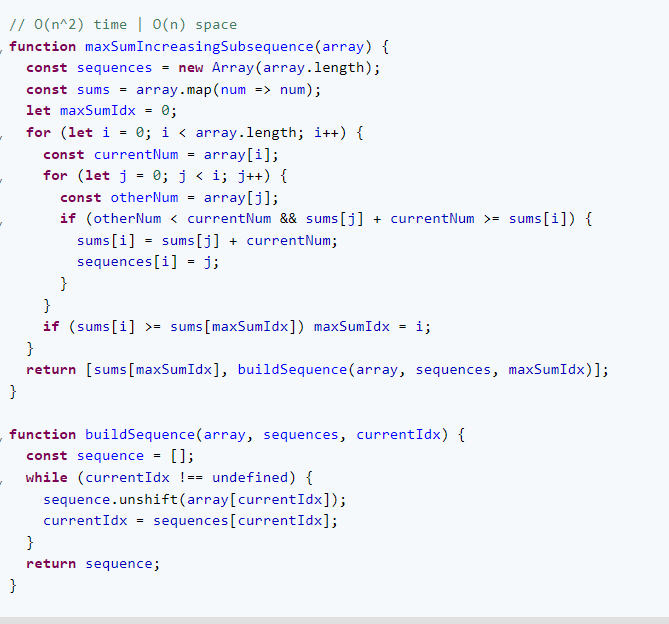 // O(n^2) time | O(n) space
function maxSumIncreasingSubsequence(array) {
  const sequences = new Array(array.length);
  const sums = array.map(num => num);
  let maxSumIdx = 0;
  for (let i = 0; i < array.length; i++) {
    const currentNum = array[i];
    for (let j = 0; j < i; j++) {
      const otherNum = array[j];
      if (otherNum < currentNum && sums[j] + currentNum >= sums[i]) {
        sums[i] = sums[j] + currentNum;
        sequences[i] = j;
      }
    }
    if (sums[i] >= sums[maxSumIdx]) maxSumIdx = i;
  }
  return [sums[maxSumIdx], buildSequence(array, sequences, maxSumIdx)];
}

function buildSequence(array, sequences, currentIdx) {
  const sequence = [];
  while (currentIdx !== undefined) {
    sequence.unshift(array[currentIdx]);
    currentIdx = sequences[currentIdx];
  }
  return sequence;
}